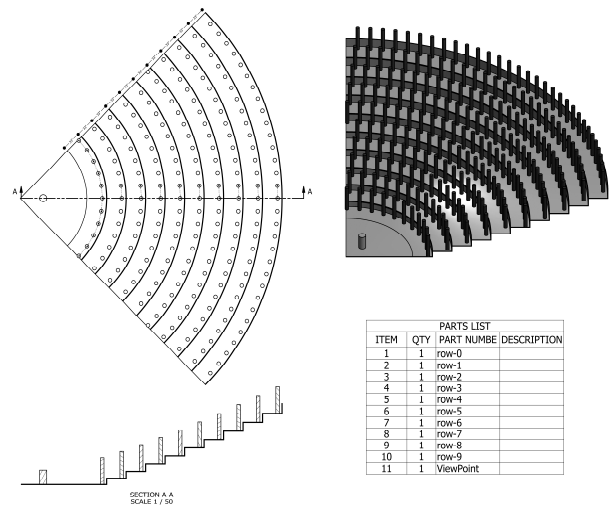 A A
PARTS LIST
ITEM QTY PART NUMBE DESCRIPTION
1 1 row-0
2 1 row-1
3 1 row-2
4 1 row-3
5 1 row-4
6 1 row-5
7 1 row-6
8 1 row-7
9 1 row-8
10 1 row-9
11 1 ViewPoint
SECTION A A
SCALE 1 / 50